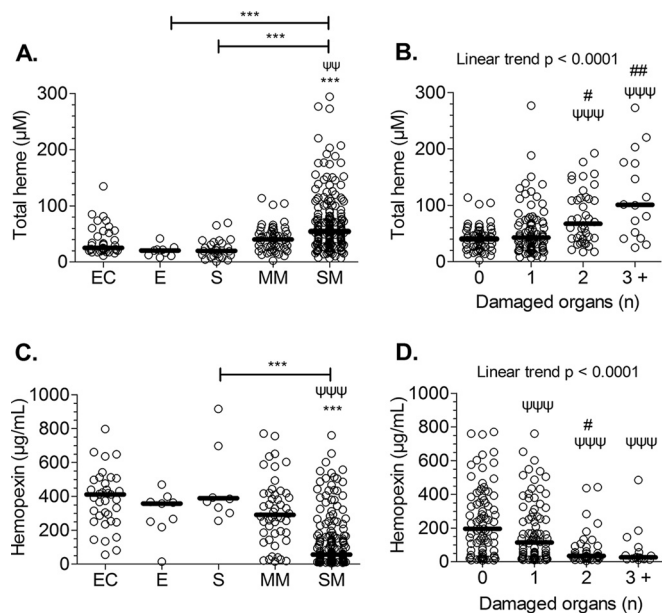 ***
***
A.
ψψ
***
Total heme (µM)
300
200
100
0
EC E S MM SM
B.
Linear trend p < 0.0001
#
ψψψ
##
ψψψ
Total heme (µM)
300
200
100
0
0 1 2 3 +
Damaged organs (n)
C.
***
ψψψ
***
Hemopexin (µg/mL)
1000
800
600
400
200
0
EC E S MM SM
D.
Linear trend p < 0.0001
ψψψ
#
ψψψ
ψψψ
Hemopexin (µg/mL)
1000
800
600
400
200
0
0 1 2 3 +
Damaged organs (n)